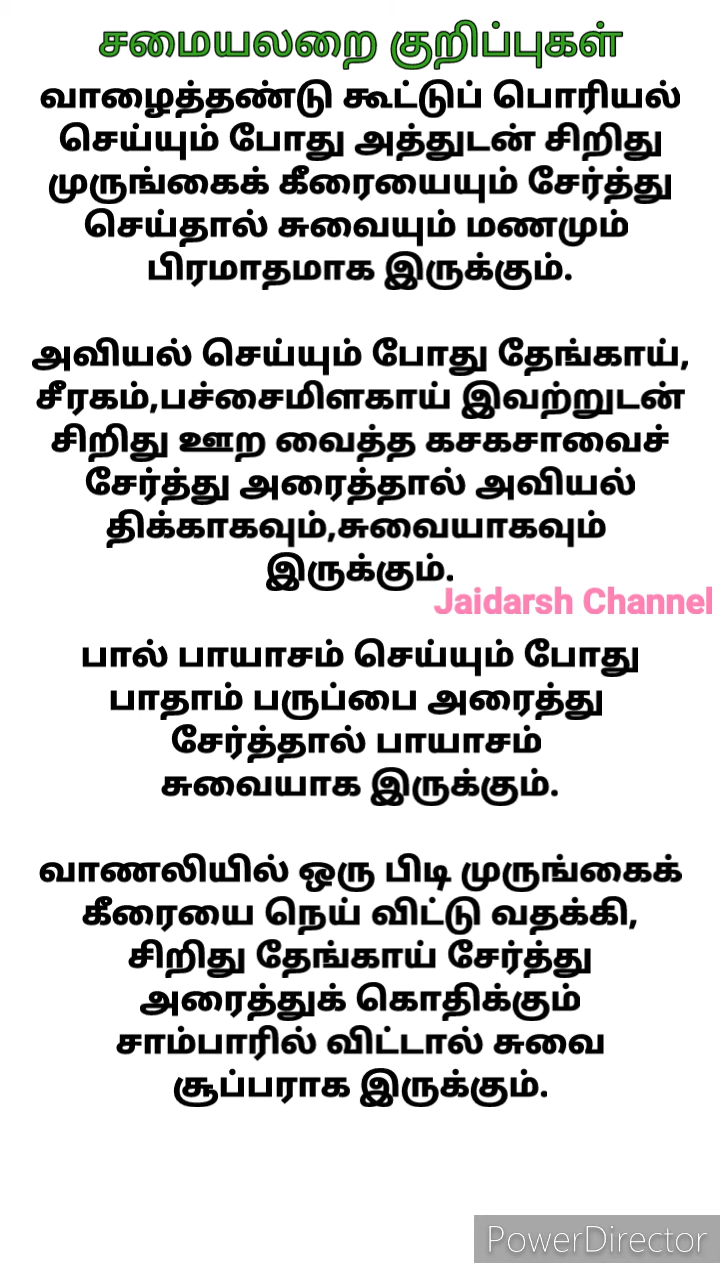 சமையலறை குறிப்புகள்
வாழைத்தண்டு கூட்டுப் பொரியல்
செய்யும் போது அத்துடன் சிறிது
முருங்கைக் கீரையையும் சேர்த்து
செய்தால் சுவையும் மணமும்
பிரமாதமாக இருக்கும்.
அவியல் செய்யும் போது தேங்காய்,
சீரகம்,பச்சைமிளகாய் இவற்றுடன்
சிறிது ஊற வைத்த கசகசாவைச்
சேர்த்து அரைத்தால் அவியல்
திக்காகவும்,சுவையாகவும்
இருக்கும்.
Jaidarsh Channel
பால் பாயாசம் செய்யும் போது
பாதாம் பருப்பை அரைத்து
சேர்த்தால் பாயாசம்
சுவையாக இருக்கும்.
வாணலியில் ஒரு பிடி முருங்கைக்
கீரையை நெய் விட்டு வதக்கி,
சிறிது தேங்காய் சேர்த்து
அரைத்துக் கொதிக்கும்
சாம்பாரில் விட்டால் சுவை
சூப்பராக இருக்கும்.
PowerDirector